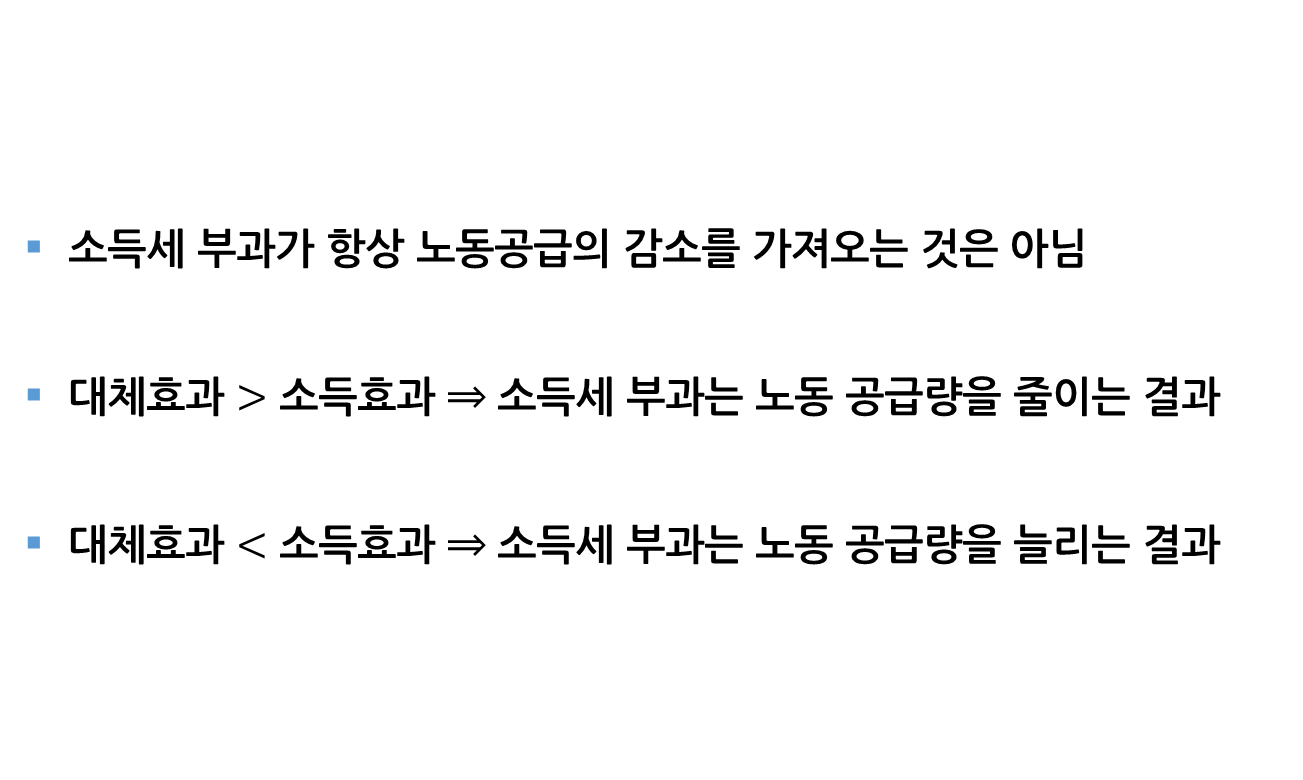 ▪ 소득세 부과가 항상 노동공급의 감소를 가져오는 것은 아님
▪ 대체효과 > 소득효과 ⇒ 소득세 부과는 노동 공급량을 줄이는 결과
▪ 대체효과 < 소득효과 ⇒ 소득세 부과는 노동 공급량을 늘리는 결과